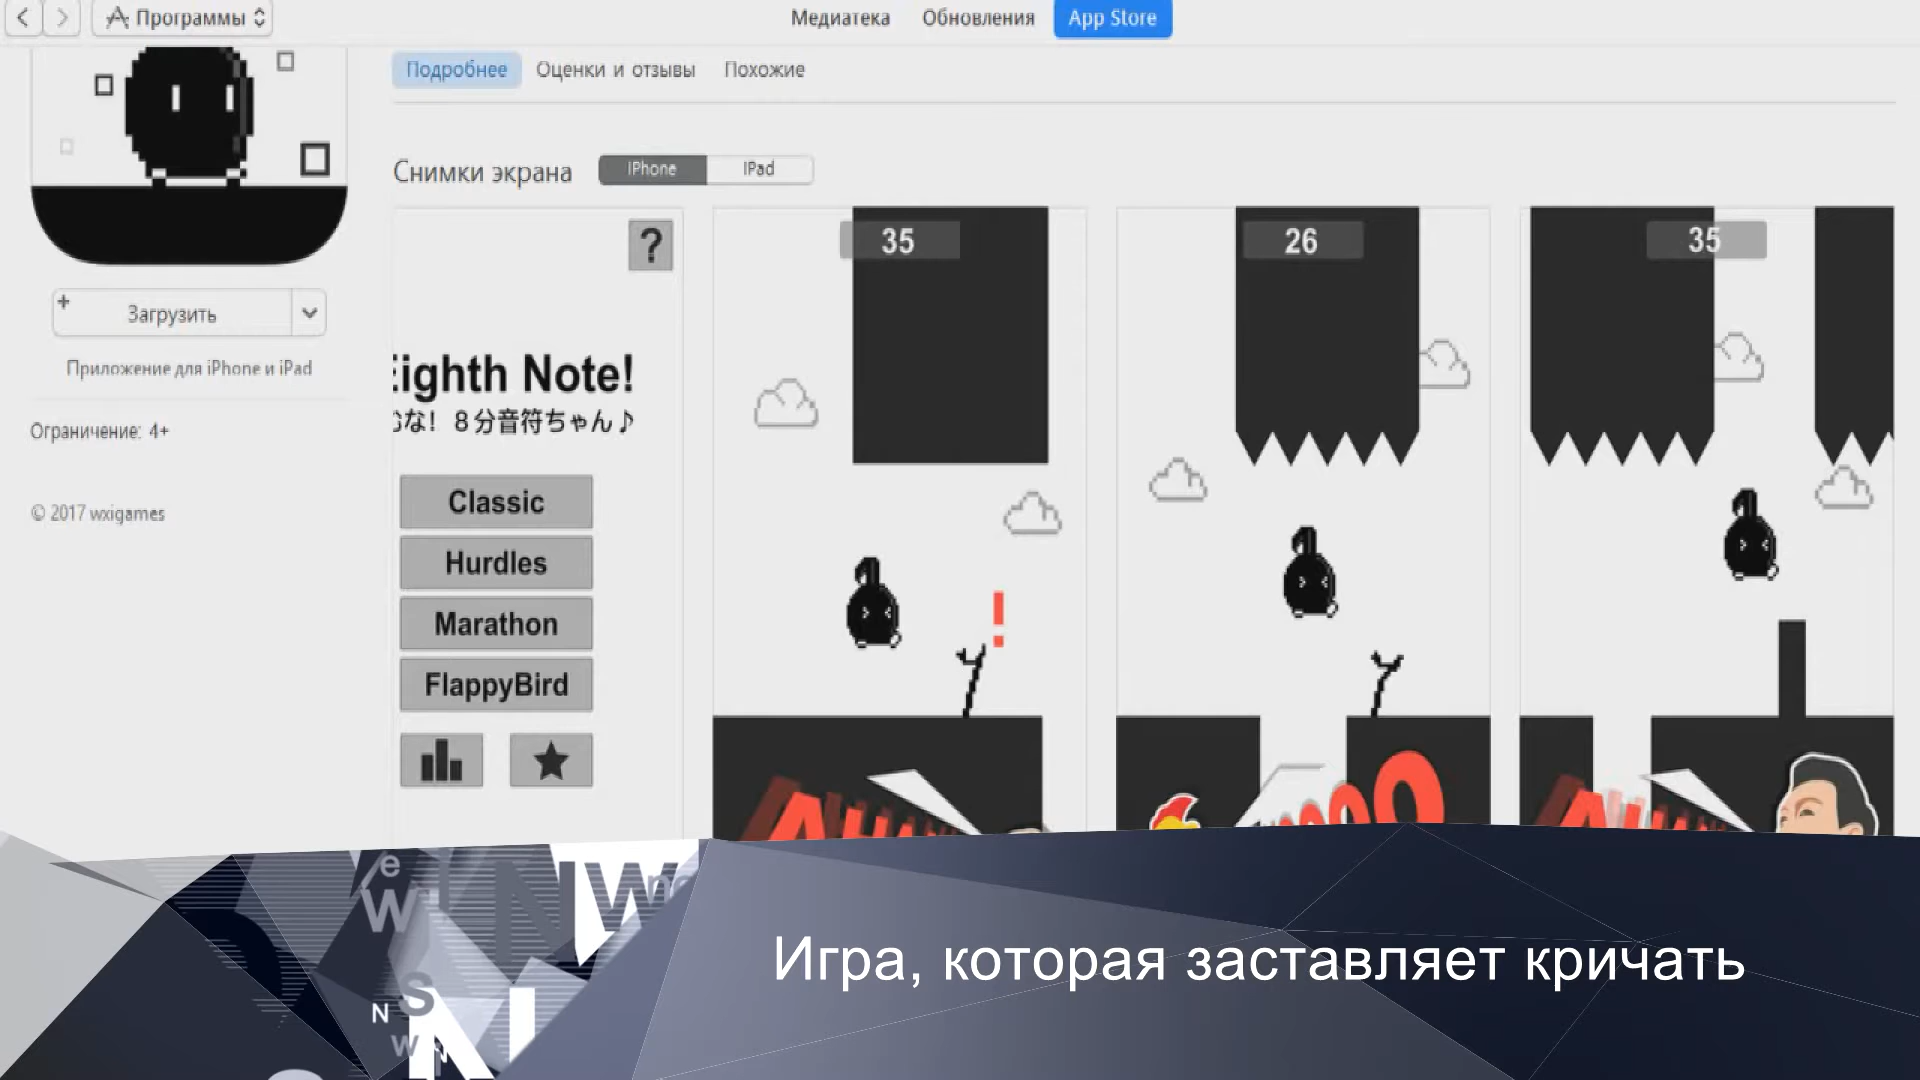 Программы
Медиатека
Обновления
App Store
Подробнее
Оценки и отзывы
Похожие
Снимки экрана
iPhone
iPad
+
Загрузить
Приложение для iPhone и iPad
Ограничение: 4+
© 2017 wxigames
?
Eighth Note!
な! 8分音符ちゃん♪
Classic
Hurdles
Marathon
FlappyBird
35
!
26
35
Игра, которая заставляет кричать
e
W
N
W
S
N
W
N